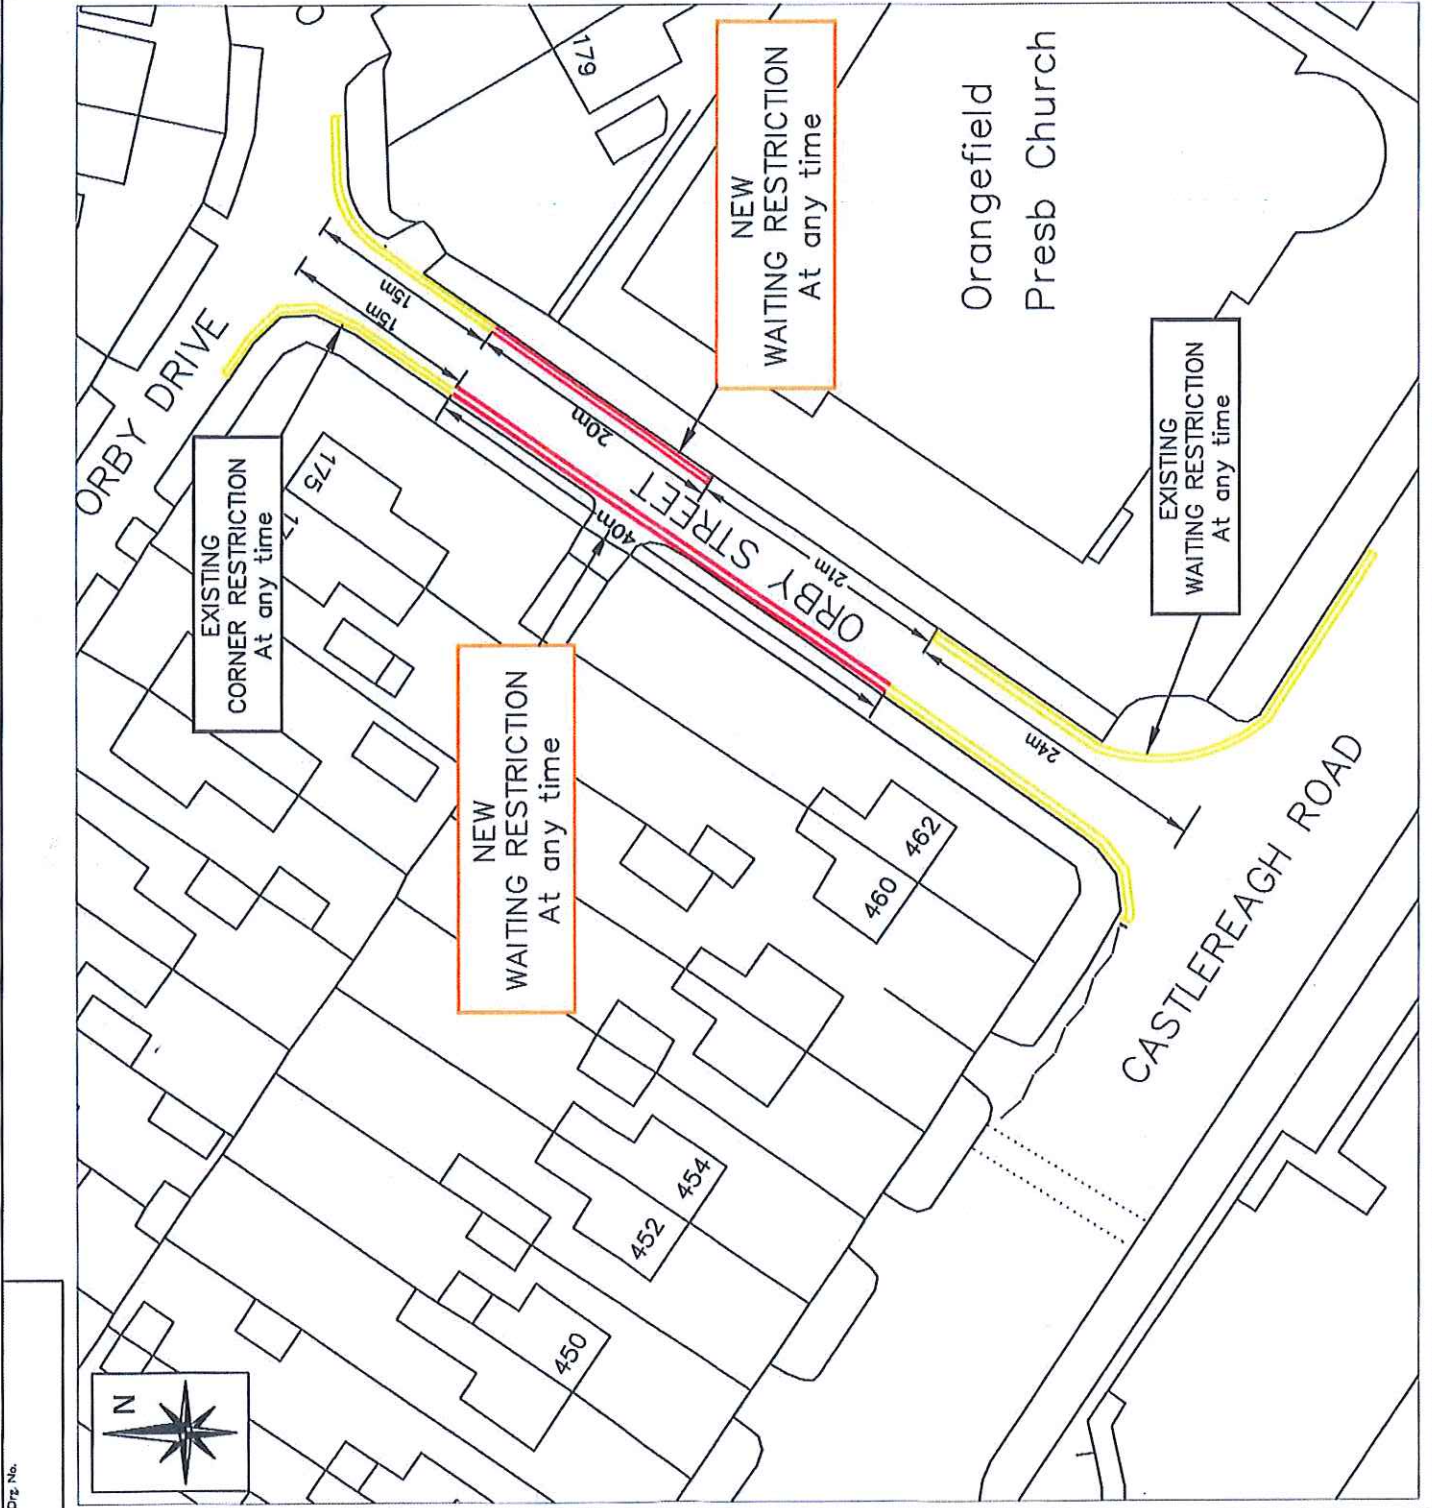 Drg. No.
N
ORBY DRIVE
EXISTING
CORNER RESTRICTION
At any time
NEW
WAITING RESTRICTION
At any time
NEW
WAITING RESTRICTION
At any time
EXISTING
WAITING RESTRICTION
At any time
Orangefield
Presb Church
ORBY STREET
CASTLEREAGH ROAD
15m
15m
20m
40m
21m
24m
179
175
17
462
460
454
452
450